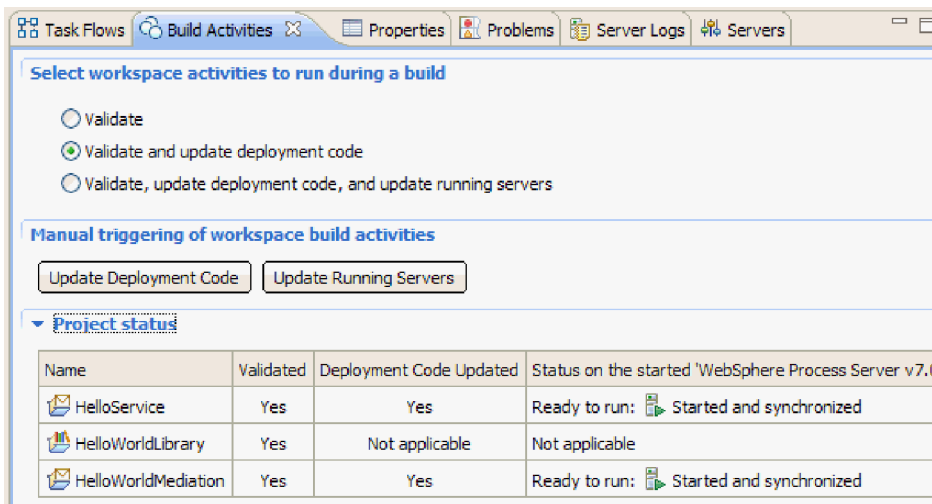 Task Flows Build Activities Properties Problems Server Logs Servers
Select workspace activities to run during a build
Validate
Validate and update deployment code
Validate, update deployment code, and update running servers
Manual triggering of workspace build activities
Update Deployment Code Update Running Servers
Project status
Name Validated Deployment Code Updated Status on the started 'WebSphere Process Server v7.
HelloService Yes Yes Ready to run: Started and synchronized
HelloWorldLibrary Yes Not applicable Not applicable
HelloWorldMediation Yes Yes Ready to run: Started and synchronized